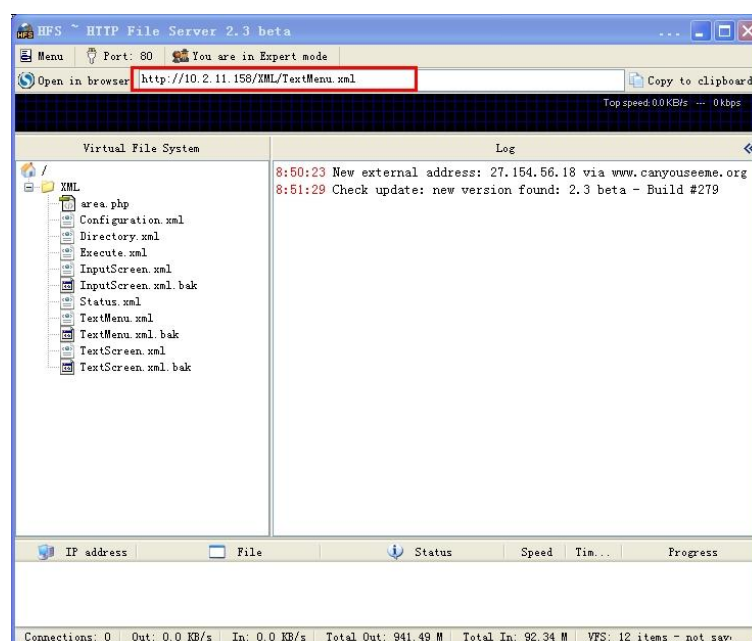 HFS ~ HTTP File Server 2.3 beta ...
Menu Port: 80 You are in Expert mode
Open in browser http://10.2.11.158/XML/TextMenu.xml Copy to clipboard
Top speed: 0.0 KB/s --- 0 kbps
Virtual File System
/
XML
area.php
Configuration.xml
Directory.xml
Execute.xml
InputScreen.xml
InputScreen.xml.bak
Status.xml
TextMenu.xml
TextMenu.xml.bak
TextScreen.xml
TextScreen.xml.bak
Log
8:50:23 New external address: 27.154.56.18 via www.canyouseeme.org
8:51:29 Check update: new version found: 2.3 beta - Build #279
IP address File Status Speed Tim... Progress
Connections: 0 Out: 0.0 KB/s In: 0.0 KB/s Total Out: 941.49 M Total In: 92.34 M VFS: 12 items - not sav